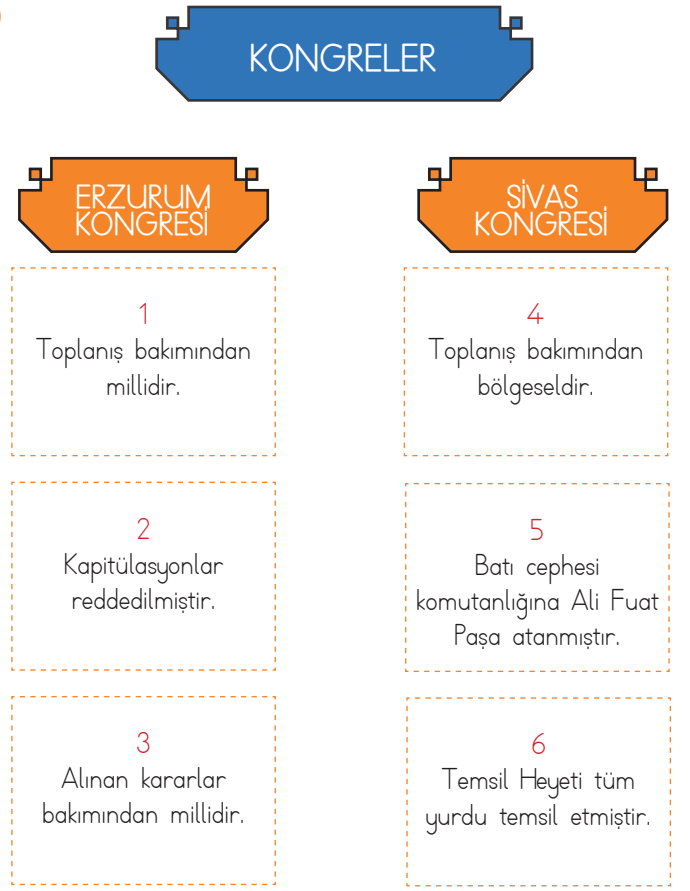 KONGRELER
ERZURUM
KONGRESİ
1
Toplanış bakımından
millidir.
2
Kapitülasyonlar
reddedilmiştir.
3
Alınan kararlar
bakımından millidir.
SİVAS
KONGRESİ
4
Toplanış bakımından
bölgeseldir.
5
Batı cephesi
komutanlığına Ali Fuat
Paşa atanmıştır.
6
Temsil Heyeti tüm
yurdu temsil etmiştir.